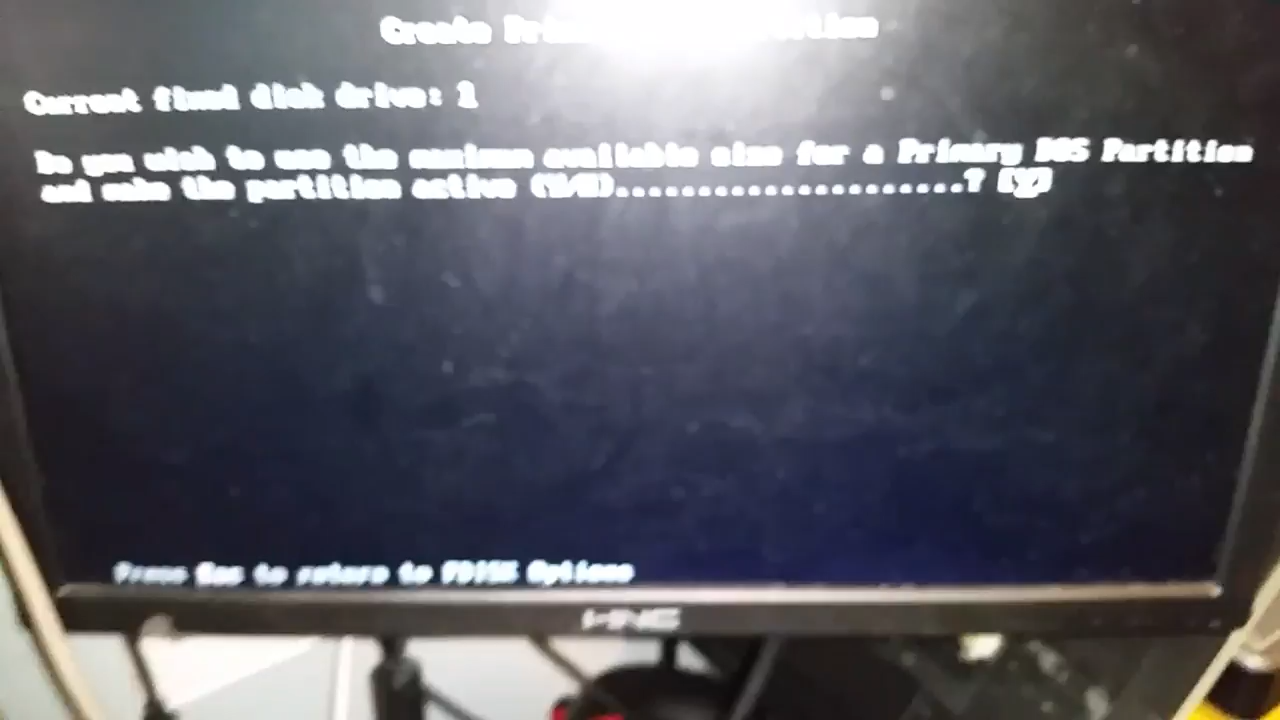 Create Primary DOS Partition
Current fixed disk drive: 1
Do you wish to use the maximum available size for a Primary DOS Partition
and make the partition active (Y/N).....................? [Y]
Press Esc to return to FDISK Options
HNC